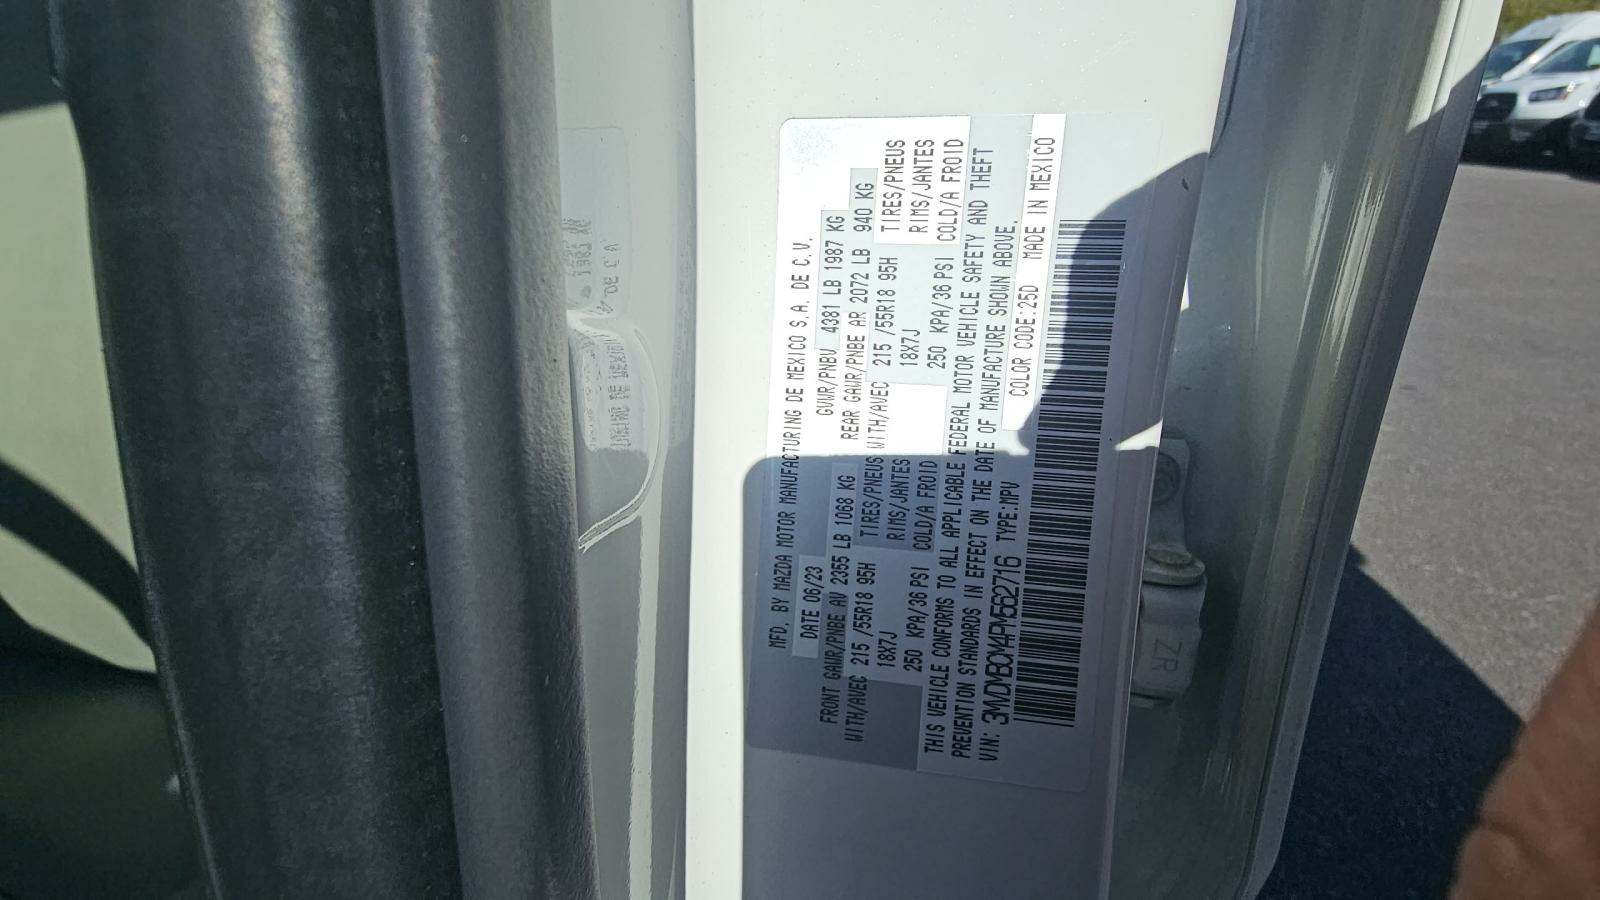 MFD. BY MAZDA MOTOR MANUFACTURING DE MEXICO S.A. DE C.V.
DATE 06/23 GVWR/PNBV 4381 LB 1987 KG
FRONT GAWR/PNBE AV 2355 LB 1068 KG REAR GAWR/PNBE AR 2072 LB 940 KG
WITH/AVEC 215 /55R18 95H TIRES/PNEUS WITH/AVEC 215 /55R18 95H TIRES/PNEUS
18X7J RIMS/JANTES 18X7J RIMS/JANTES
250 KPA/36 PSI COLD/A FROID 250 KPA/36 PSI COLD/A FROID
THIS VEHICLE CONFORMS TO ALL APPLICABLE FEDERAL MOTOR VEHICLE SAFETY AND THEFT
PREVENTION STANDARDS IN EFFECT ON THE DATE OF MANUFACTURE SHOWN ABOVE.
VIN: 3MVDMBCM4PM562716 TYPE:MPV COLOR CODE:25D MADE IN MEXICO
ZR